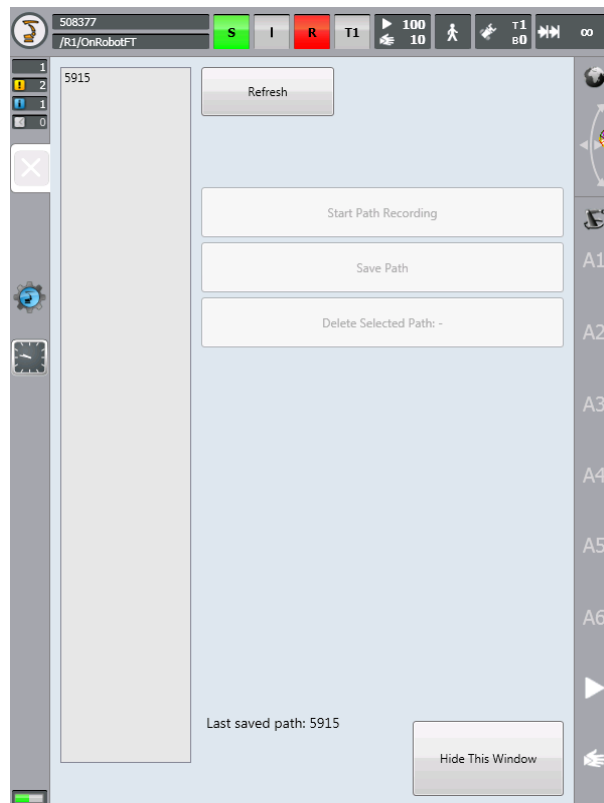 508377
/R1/OnRobotFT
S
I
R
T1
100
10
T1
B0
∞
1
2
1
0
5915
Refresh
Start Path Recording
Save Path
Delete Selected Path: -
A1
A2
A3
A4
A5
A6
Last saved path: 5915
Hide This Window